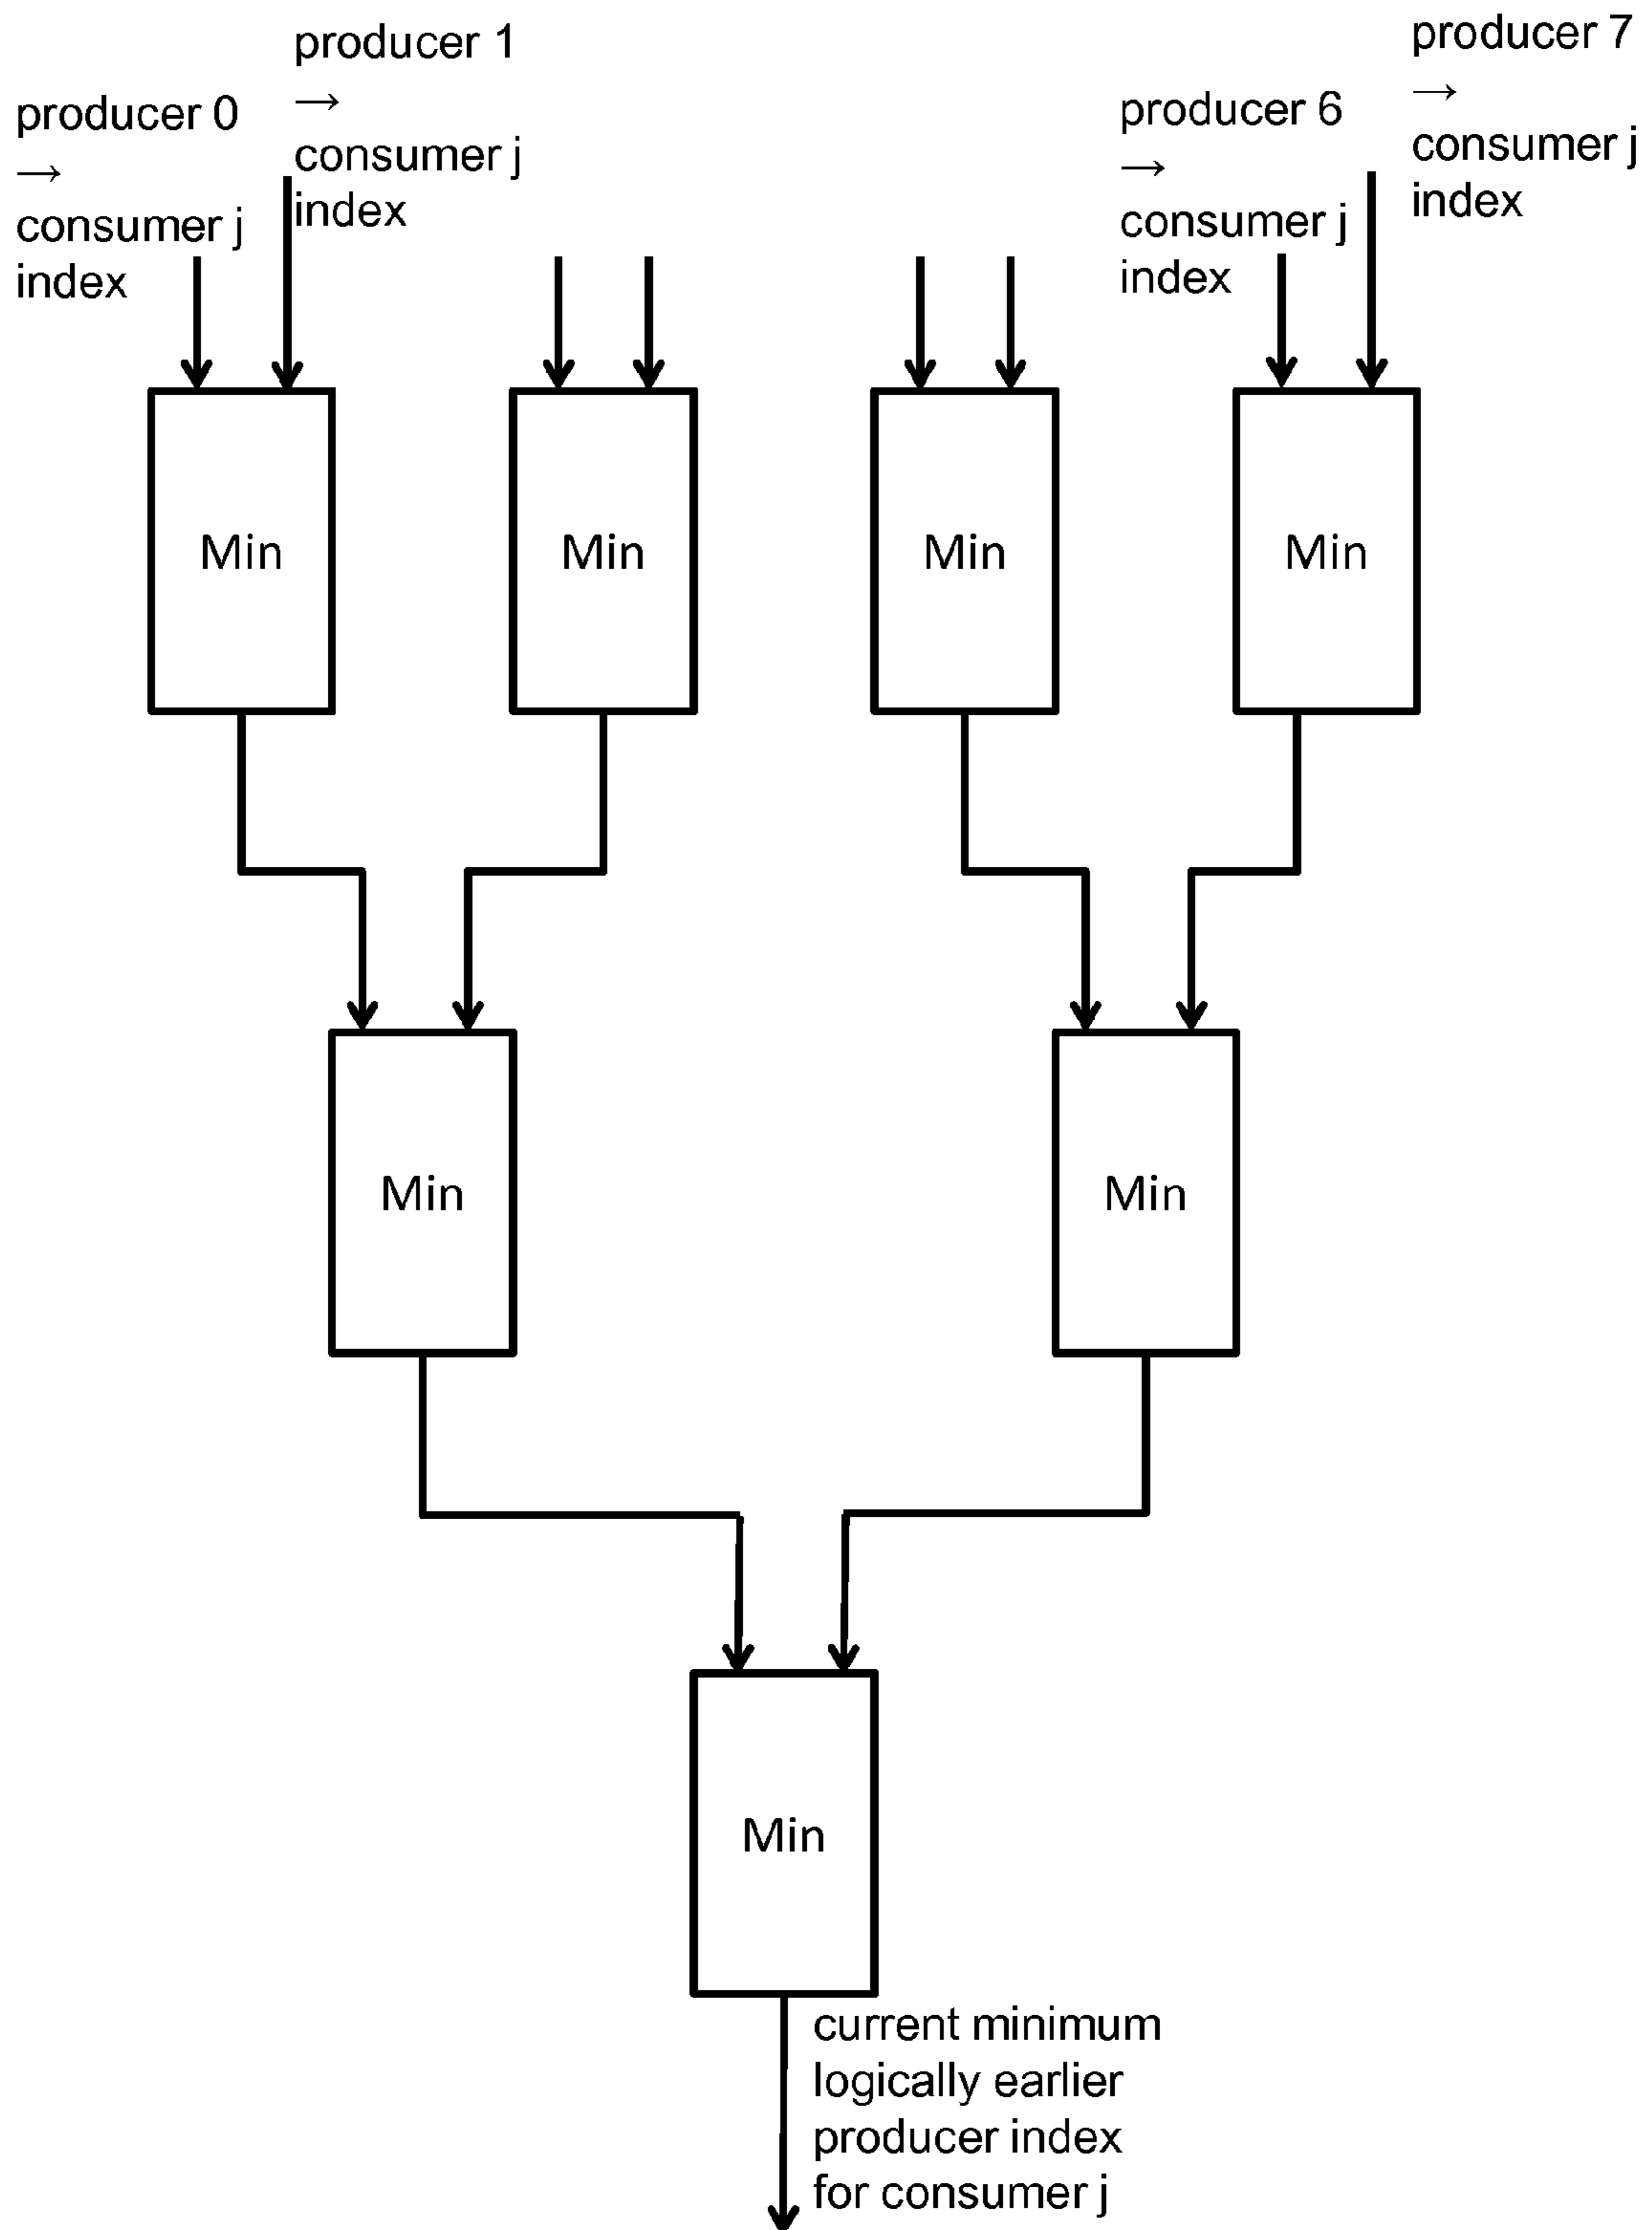 producer 0
→
consumer j
index
producer 1
→
consumer j
index
producer 6
→
consumer j
index
producer 7
→
consumer j
index
Min
Min
Min
Min
Min
Min
Min
current minimum
logically earlier
producer index
for consumer j